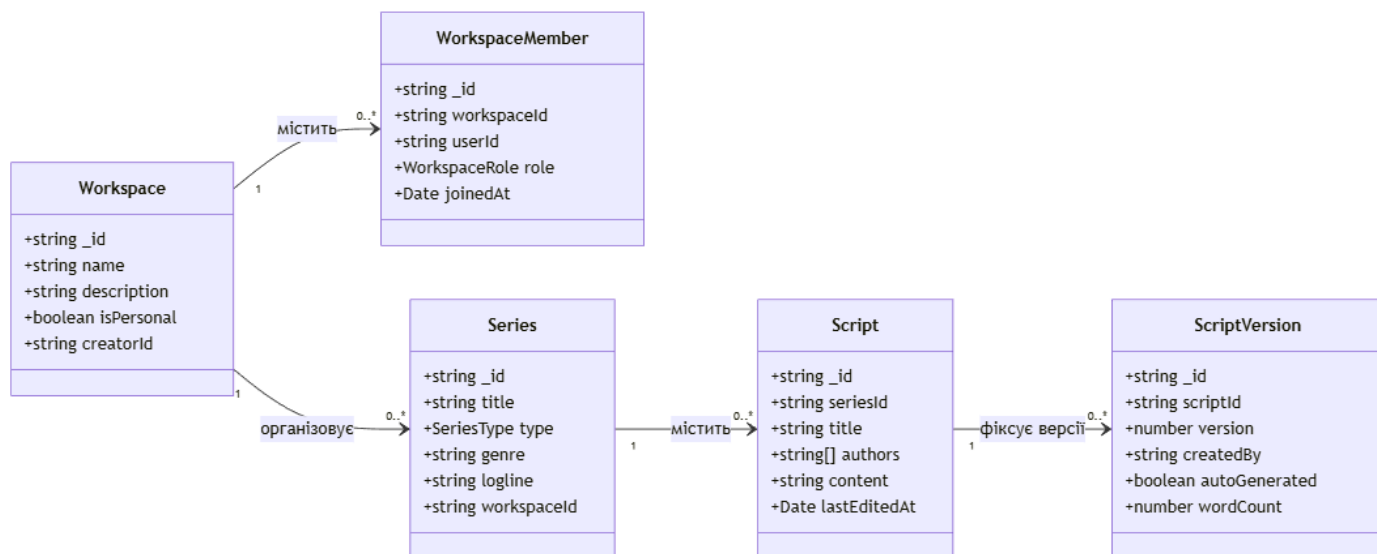 WorkspaceMember
+string _id
+string workspaceId
+string userId
+WorkspaceRole role
+Date joinedAt
0..*
містить
1
Workspace
+string _id
+string name
+string description
+boolean isPersonal
+string creatorId
1
організовує
0..*
Series
+string _id
+string title
+SeriesType type
+string genre
+string logline
+string workspaceId
1
містить
0..*
Script
+string _id
+string seriesId
+string title
+string[] authors
+string content
+Date lastEditedAt
1
фіксує версії
0..*
ScriptVersion
+string _id
+string scriptId
+number version
+string createdBy
+boolean autoGenerated
+number wordCount